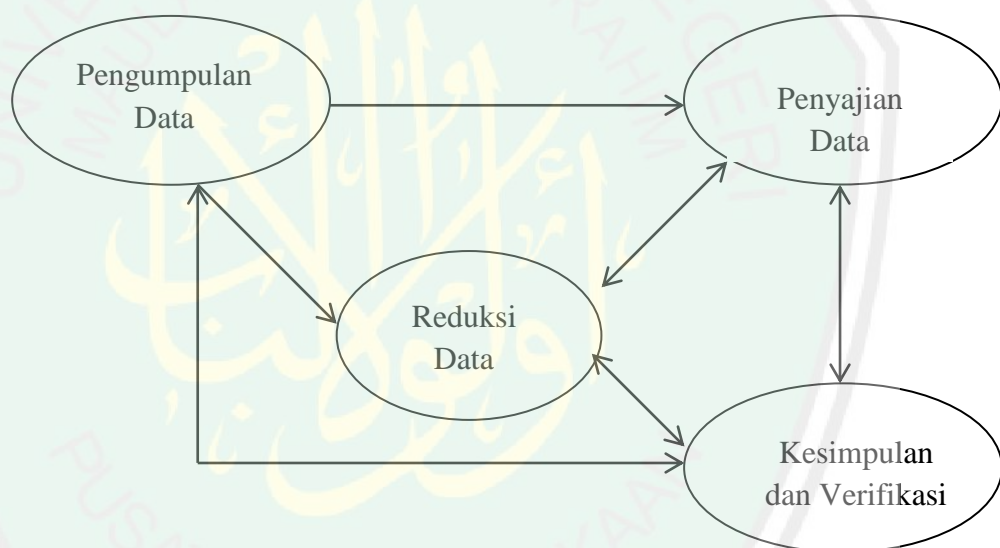 Pengumpulan
Data
Penyajian
Data
Reduksi
Data
Kesimpulan
dan Verifikasi